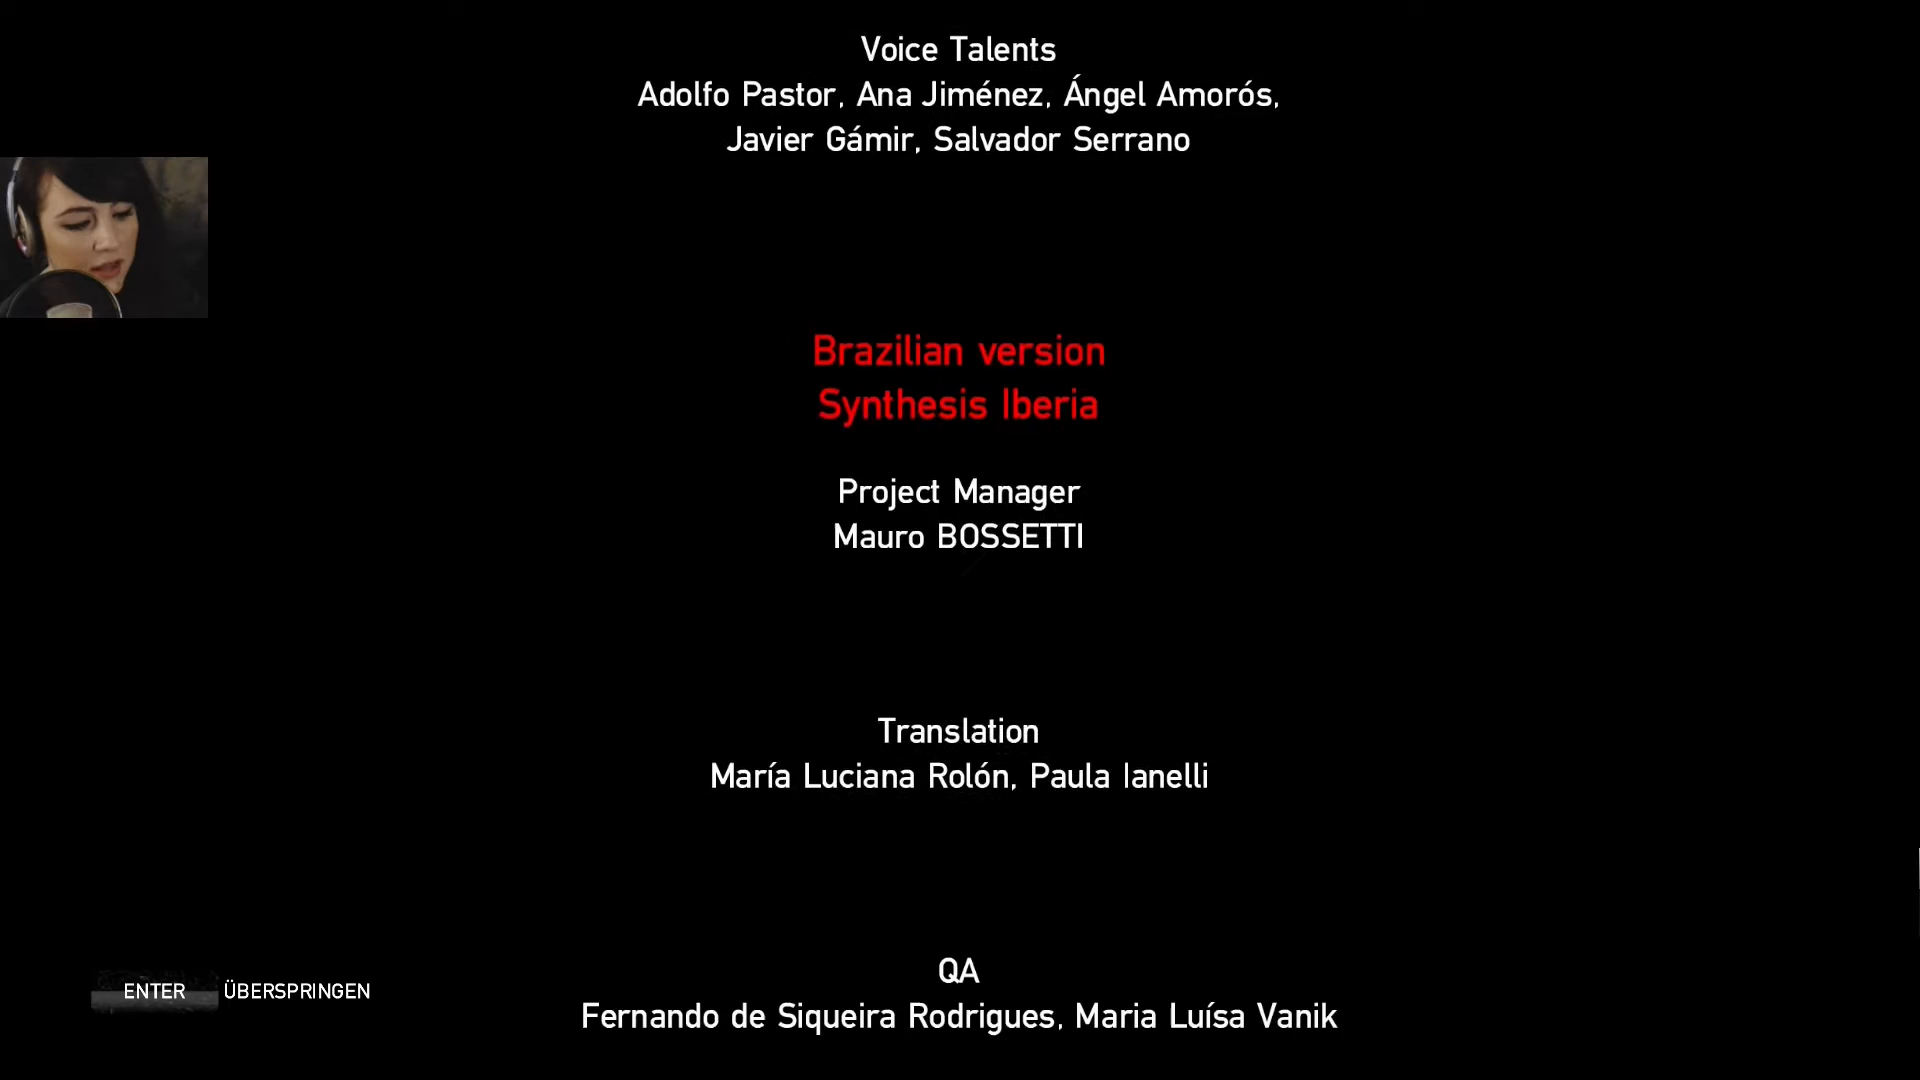 Voice Talents
Adolfo Pastor, Ana Jiménez, Ángel Amorós,
Javier Gámir, Salvador Serrano
Brazilian version
Synthesis Iberia
Project Manager
Mauro BOSSETTI
Translation
María Luciana Rolón, Paula Ianelli
QA
Fernando de Siqueira Rodrigues, Maria Luísa Vanik
ENTER ÜBERSPRINGEN